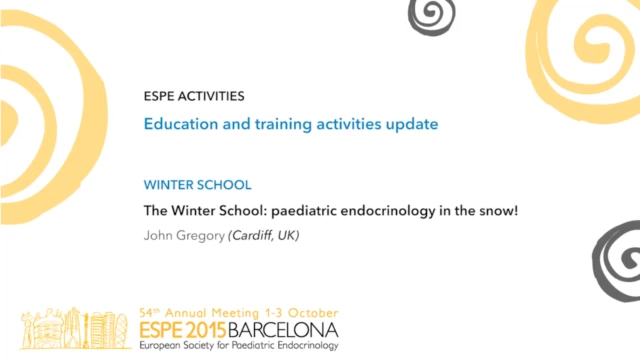 ESPE ACTIVITIES
Education and training activities update
WINTER SCHOOL
The Winter School: paediatric endocrinology in the snow!
John Gregory (Cardiff, UK)
54th Annual Meeting 1-3 October
ESPE 2015 BARCELONA
European Society for Paediatric Endocrinology